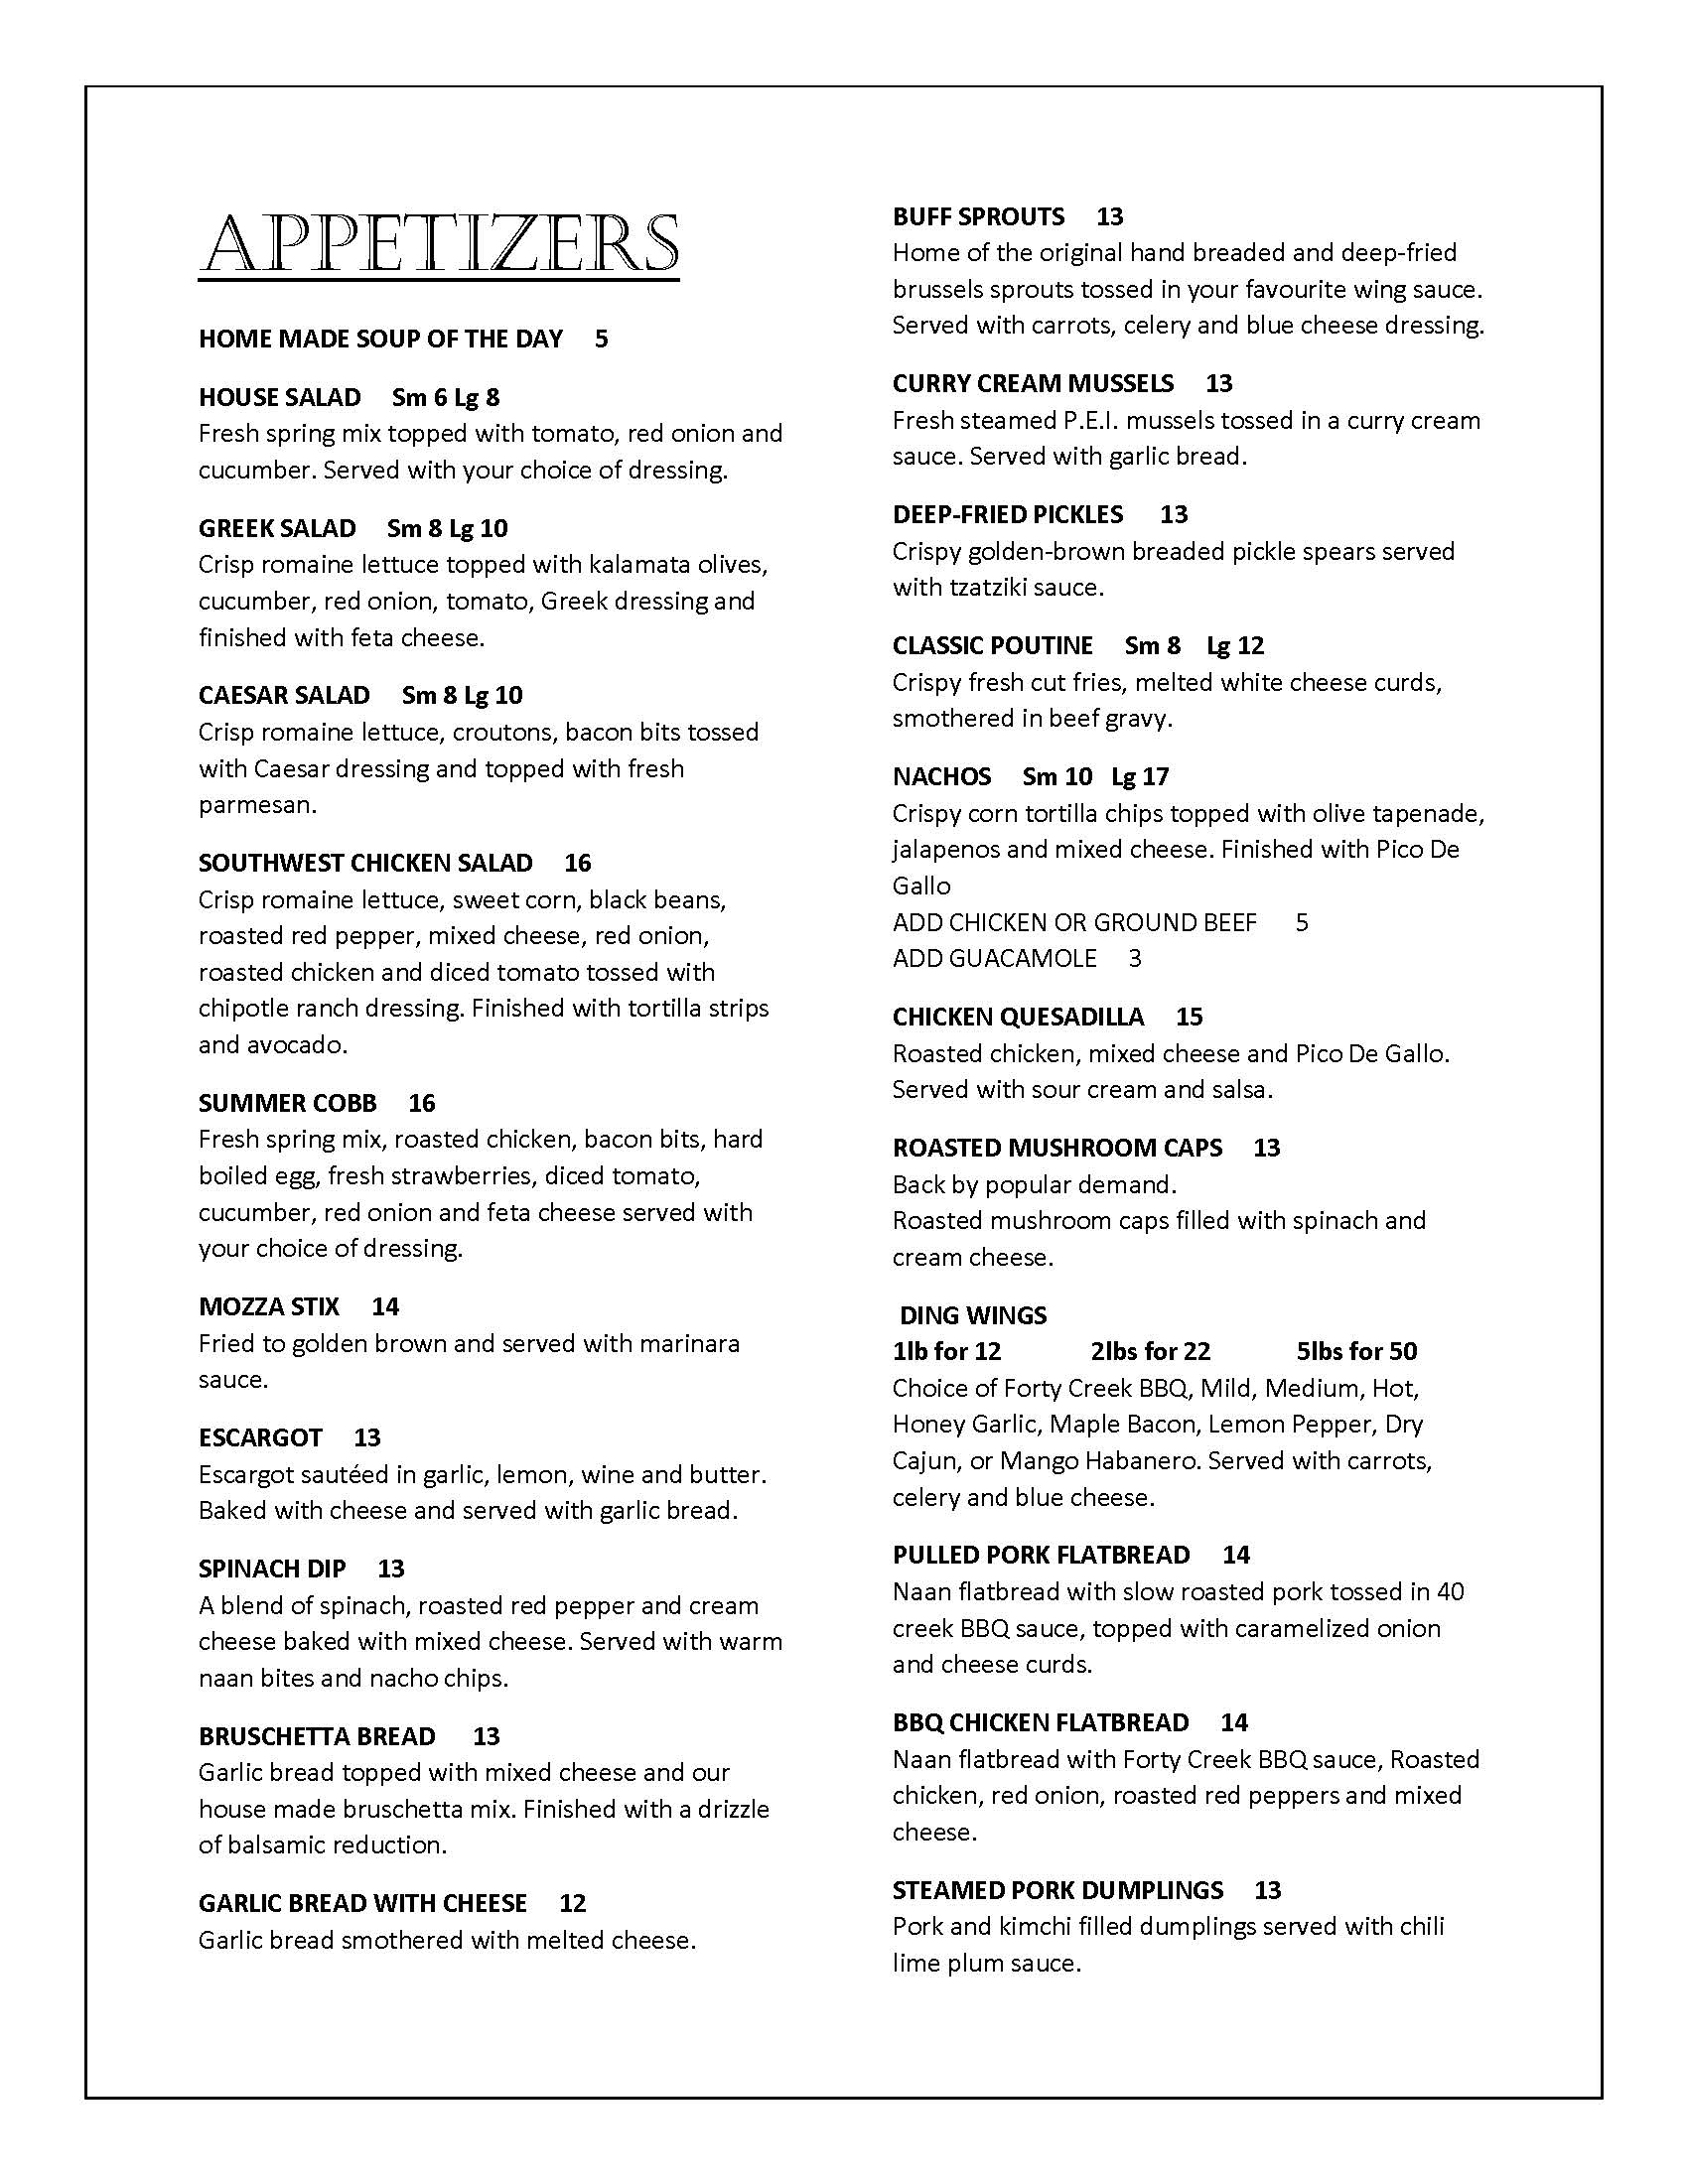 APPETIZERS
HOME MADE SOUP OF THE DAY 5
HOUSE SALAD Sm 6 Lg 8
Fresh spring mix topped with tomato, red onion and
cucumber. Served with your choice of dressing.
GREEK SALAD Sm 8 Lg 10
Crisp romaine lettuce topped with kalamata olives,
cucumber, red onion, tomato, Greek dressing and
finished with feta cheese.
CAESAR SALAD Sm 8 Lg 10
Crisp romaine lettuce, croutons, bacon bits tossed
with Caesar dressing and topped with fresh
parmesan.
SOUTHWEST CHICKEN SALAD 16
Crisp romaine lettuce, sweet corn, black beans,
roasted red pepper, mixed cheese, red onion,
roasted chicken and diced tomato tossed with
chipotle ranch dressing. Finished with tortilla strips
and avocado.
SUMMER COBB 16
Fresh spring mix, roasted chicken, bacon bits, hard
boiled egg, fresh strawberries, diced tomato,
cucumber, red onion and feta cheese served with
your choice of dressing.
MOZZA STIX 14
Fried to golden brown and served with marinara
sauce.
ESCARGOT 13
Escargot sautéed in garlic, lemon, wine and butter.
Baked with cheese and served with garlic bread.
SPINACH DIP 13
A blend of spinach, roasted red pepper and cream
cheese baked with mixed cheese. Served with warm
naan bites and nacho chips.
BRUSCHETTA BREAD 13
Garlic bread topped with mixed cheese and our
house made bruschetta mix. Finished with a drizzle
of balsamic reduction.
GARLIC BREAD WITH CHEESE 12
Garlic bread smothered with melted cheese.
BUFF SPROUTS 13
Home of the original hand breaded and deep-fried
brussels sprouts tossed in your favourite wing sauce.
Served with carrots, celery and blue cheese dressing.
CURRY CREAM MUSSELS 13
Fresh steamed P.E.I. mussels tossed in a curry cream
sauce. Served with garlic bread.
DEEP-FRIED PICKLES 13
Crispy golden-brown breaded pickle spears served
with tzatziki sauce.
CLASSIC POUTINE Sm 8 Lg 12
Crispy fresh cut fries, melted white cheese curds,
smothered in beef gravy.
NACHOS Sm 10 Lg 17
Crispy corn tortilla chips topped with olive tapenade,
jalapenos and mixed cheese. Finished with Pico De
Gallo
ADD CHICKEN OR GROUND BEEF 5
ADD GUACAMOLE 3
CHICKEN QUESADILLA 15
Roasted chicken, mixed cheese and Pico De Gallo.
Served with sour cream and salsa.
ROASTED MUSHROOM CAPS 13
Back by popular demand.
Roasted mushroom caps filled with spinach and
cream cheese.
DING WINGS
1lb for 12 2lbs for 22 5lbs for 50
Choice of Forty Creek BBQ, Mild, Medium, Hot,
Honey Garlic, Maple Bacon, Lemon Pepper, Dry
Cajun, or Mango Habanero. Served with carrots,
celery and blue cheese.
PULLED PORK FLATBREAD 14
Naan flatbread with slow roasted pork tossed in 40
creek BBQ sauce, topped with caramelized onion
and cheese curds.
BBQ CHICKEN FLATBREAD 14
Naan flatbread with Forty Creek BBQ sauce, Roasted
chicken, red onion, roasted red peppers and mixed
cheese.
STEAMED PORK DUMPLINGS 13
Pork and kimchi filled dumplings served with chili
lime plum sauce.